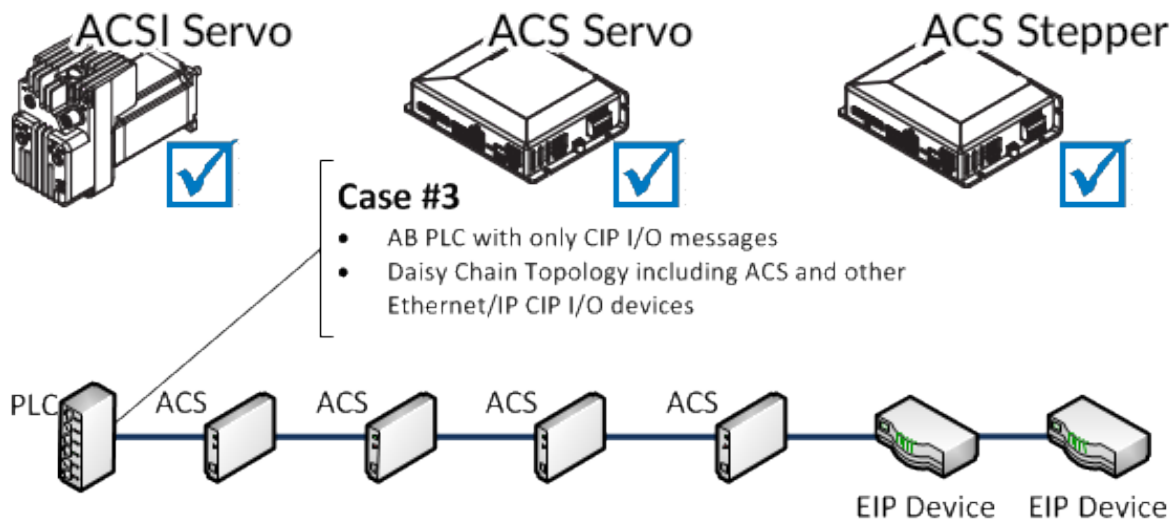 ACSI Servo
ACS Servo
ACS Stepper
Case #3
• AB PLC with only CIP I/O messages
• Daisy Chain Topology including ACS and other
Ethernet/IP CIP I/O devices
PLC
ACS
ACS
ACS
ACS
EIP Device
EIP Device